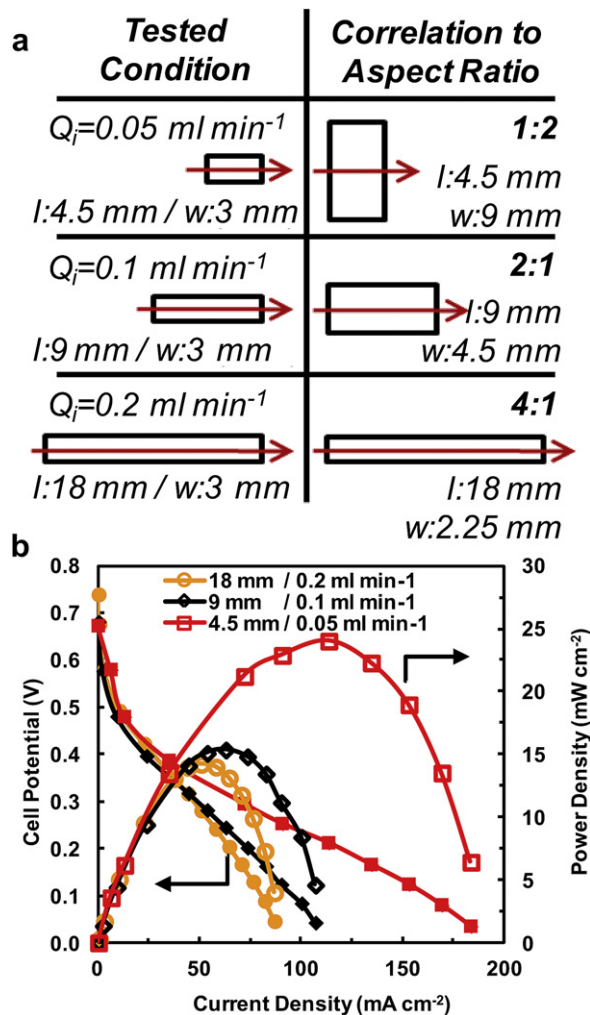 a
Tested
Condition
Correlation to
Aspect Ratio
Qi=0.05 ml min-1
l:4.5 mm / w:3 mm
1:2
l:4.5 mm
w:9 mm
Qi=0.1 ml min-1
l:9 mm / w:3 mm
2:1
l:9 mm
w:4.5 mm
Qi=0.2 ml min-1
l:18 mm / w:3 mm
4:1
l:18 mm
w:2.25 mm
b
18 mm / 0.2 ml min-1
9 mm / 0.1 ml min-1
4.5 mm / 0.05 ml min-1
Cell Potential (V)
0.8
0.7
0.6
0.5
0.4
0.3
0.2
0.1
0.0
Power Density (mW cm-2)
30
25
20
15
10
5
0
0
50
100
150
200
Current Density (mA cm-2)